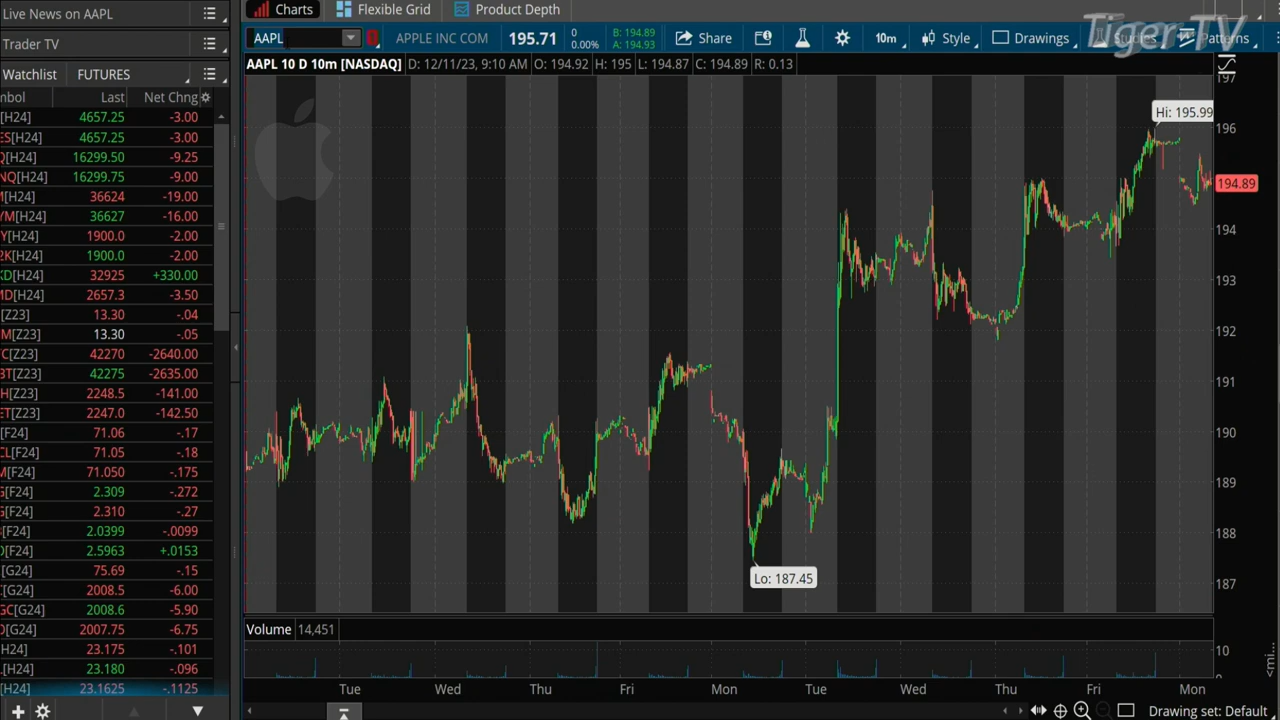 Live News on AAPL
Trader TV
Watchlist FUTURES
mbol Last Net Chng
[H24] 4657.25 -3.00
ES[H24] 4657.25 -3.00
Q[H24] 16299.50 -9.25
NQ[H24] 16299.75 -9.00
M[H24] 36624 -19.00
YM[H24] 36627 -16.00
Y[H24] 1900.0 -2.00
2K[H24] 1900.0 -2.00
KD[H24] 32925 +330.00
MD[H24] 2657.3 -3.50
[Z23] 13.30 -.04
M[Z23] 13.30 -.05
TC[Z23] 42270 -2640.00
BT[Z23] 42275 -2635.00
H[Z23] 2248.5 -141.00
ET[Z23] 2247.0 -142.50
[F24] 71.06 -.17
CL[F24] 71.05 -.18
M[F24] 71.050 -.175
G[F24] 2.309 -.272
G[F24] 2.310 -.27
[F24] 2.0399 -.0099
O[F24] 2.5963 +.0153
[G24] 75.69 -.15
C[G24] 2008.5 -6.00
GC[G24] 2008.6 -5.90
O[G24] 2007.75 -6.75
H24] 23.175 -.101
[H24] 23.180 -.096
[H24] 23.1625 -.1125
Charts Flexible Grid Product Depth
Tiger TV
AAPL APPLE INC COM 195.71 0 0.00% B: 194.89 A: 194.93 Share 10m Style Drawings Studies Patterns
AAPL 10 D 10m [NASDAQ] D: 12/11/23, 9:10 AM O: 194.92 H: 195 L: 194.87 C: 194.89 R: 0.13
197
Hi: 195.99
196
194.89
194
193
192
191
190
189
188
Lo: 187.45
187
Volume 14,451
10
<mi...
Tue Wed Thu Fri Mon Tue Wed Thu Fri Mon
Drawing set: Default